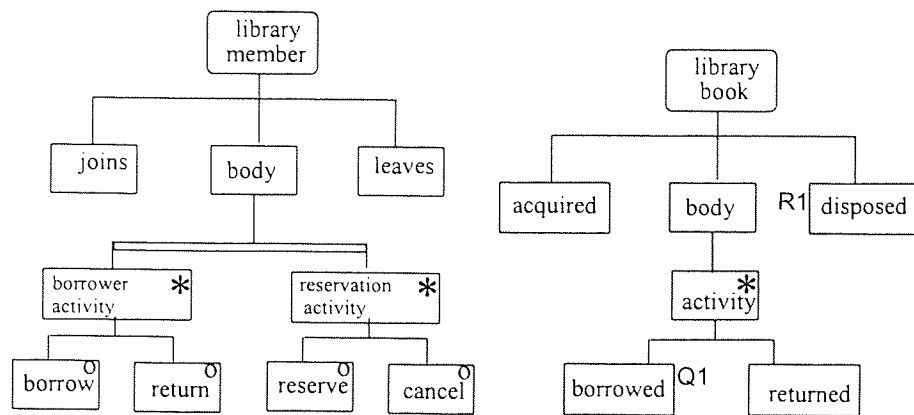 library
member
joins
body
leaves
borrower
activity
*
reservation
activity
*
borrow
o
return
o
reserve
o
cancel
o
library
book
acquired
body
R1
disposed
*
activity
borrowed
Q1
returned